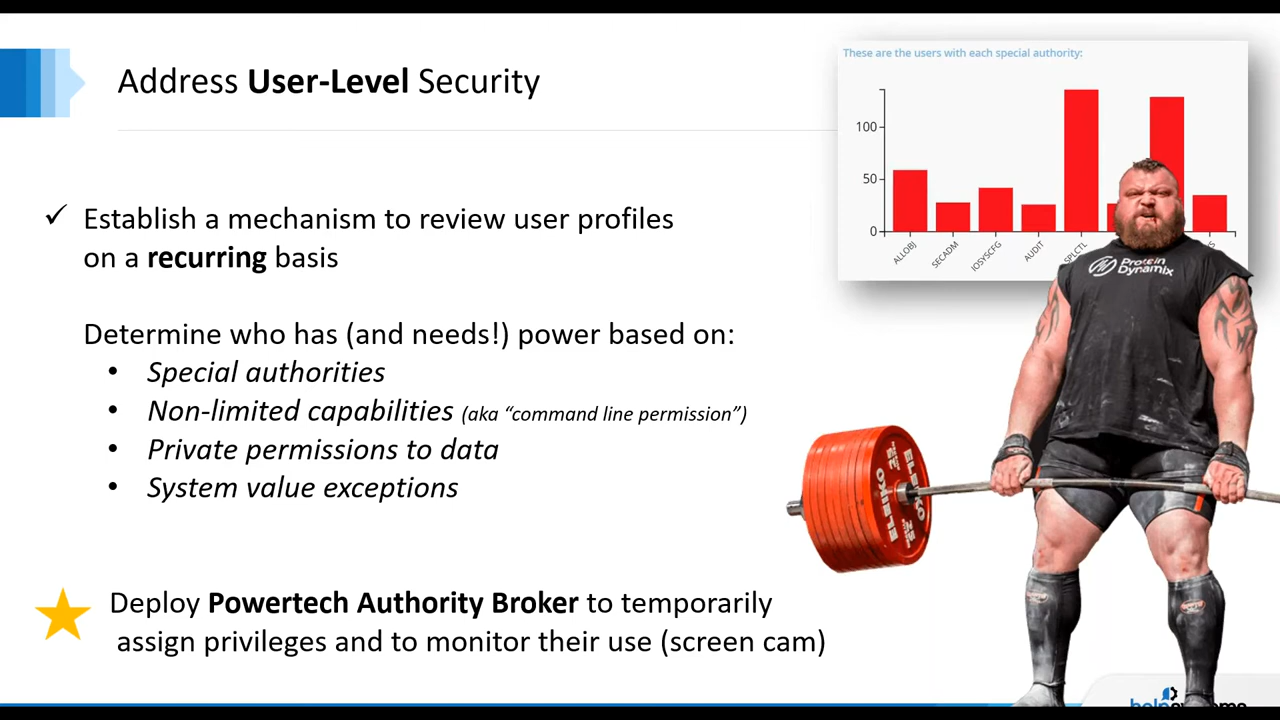 Address User-Level Security
These are the users with each special authority:
100
50
0
ALLOBJ
SECADM
IOSYSCFG
AUDIT
SPLCTL
✓ Establish a mechanism to review user profiles
on a recurring basis
Determine who has (and needs!) power based on:
• Special authorities
• Non-limited capabilities (aka “command line permission”)
• Private permissions to data
• System value exceptions
Deploy Powertech Authority Broker to temporarily
assign privileges and to monitor their use (screen cam)
Protein
Dynamix
ELEIKO
25
ELEIKO
25